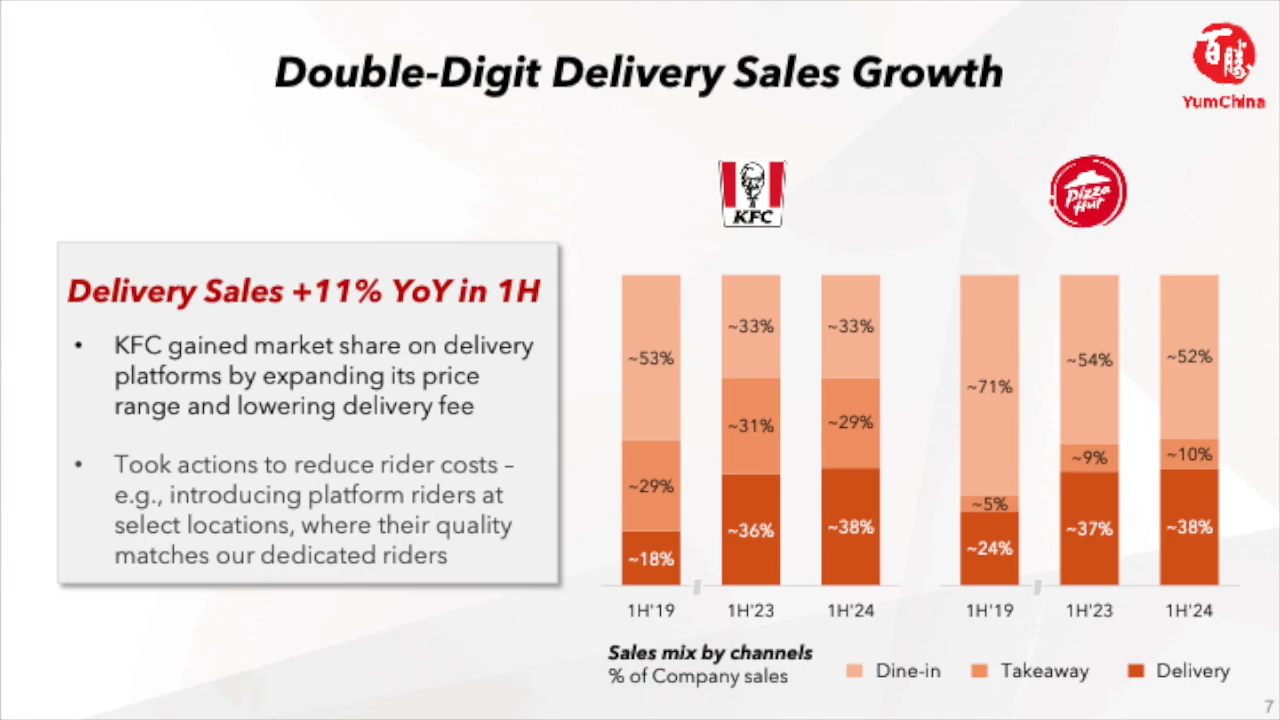 Double-Digit Delivery Sales Growth
百勝
YumChina
KFC
Pizza
Hut
Delivery Sales +11% YoY in 1H
• KFC gained market share on delivery
platforms by expanding its price
range and lowering delivery fee
• Took actions to reduce rider costs –
e.g., introducing platform riders at
select locations, where their quality
matches our dedicated riders
~53%
~29%
~18%
1H'19
~33%
~31%
~36%
1H'23
~33%
~29%
~38%
1H'24
~71%
~5%
~24%
1H'19
~54%
~9%
~37%
1H'23
~52%
~10%
~38%
1H'24
Sales mix by channels
% of Company sales
Dine-in
Takeaway
Delivery
7